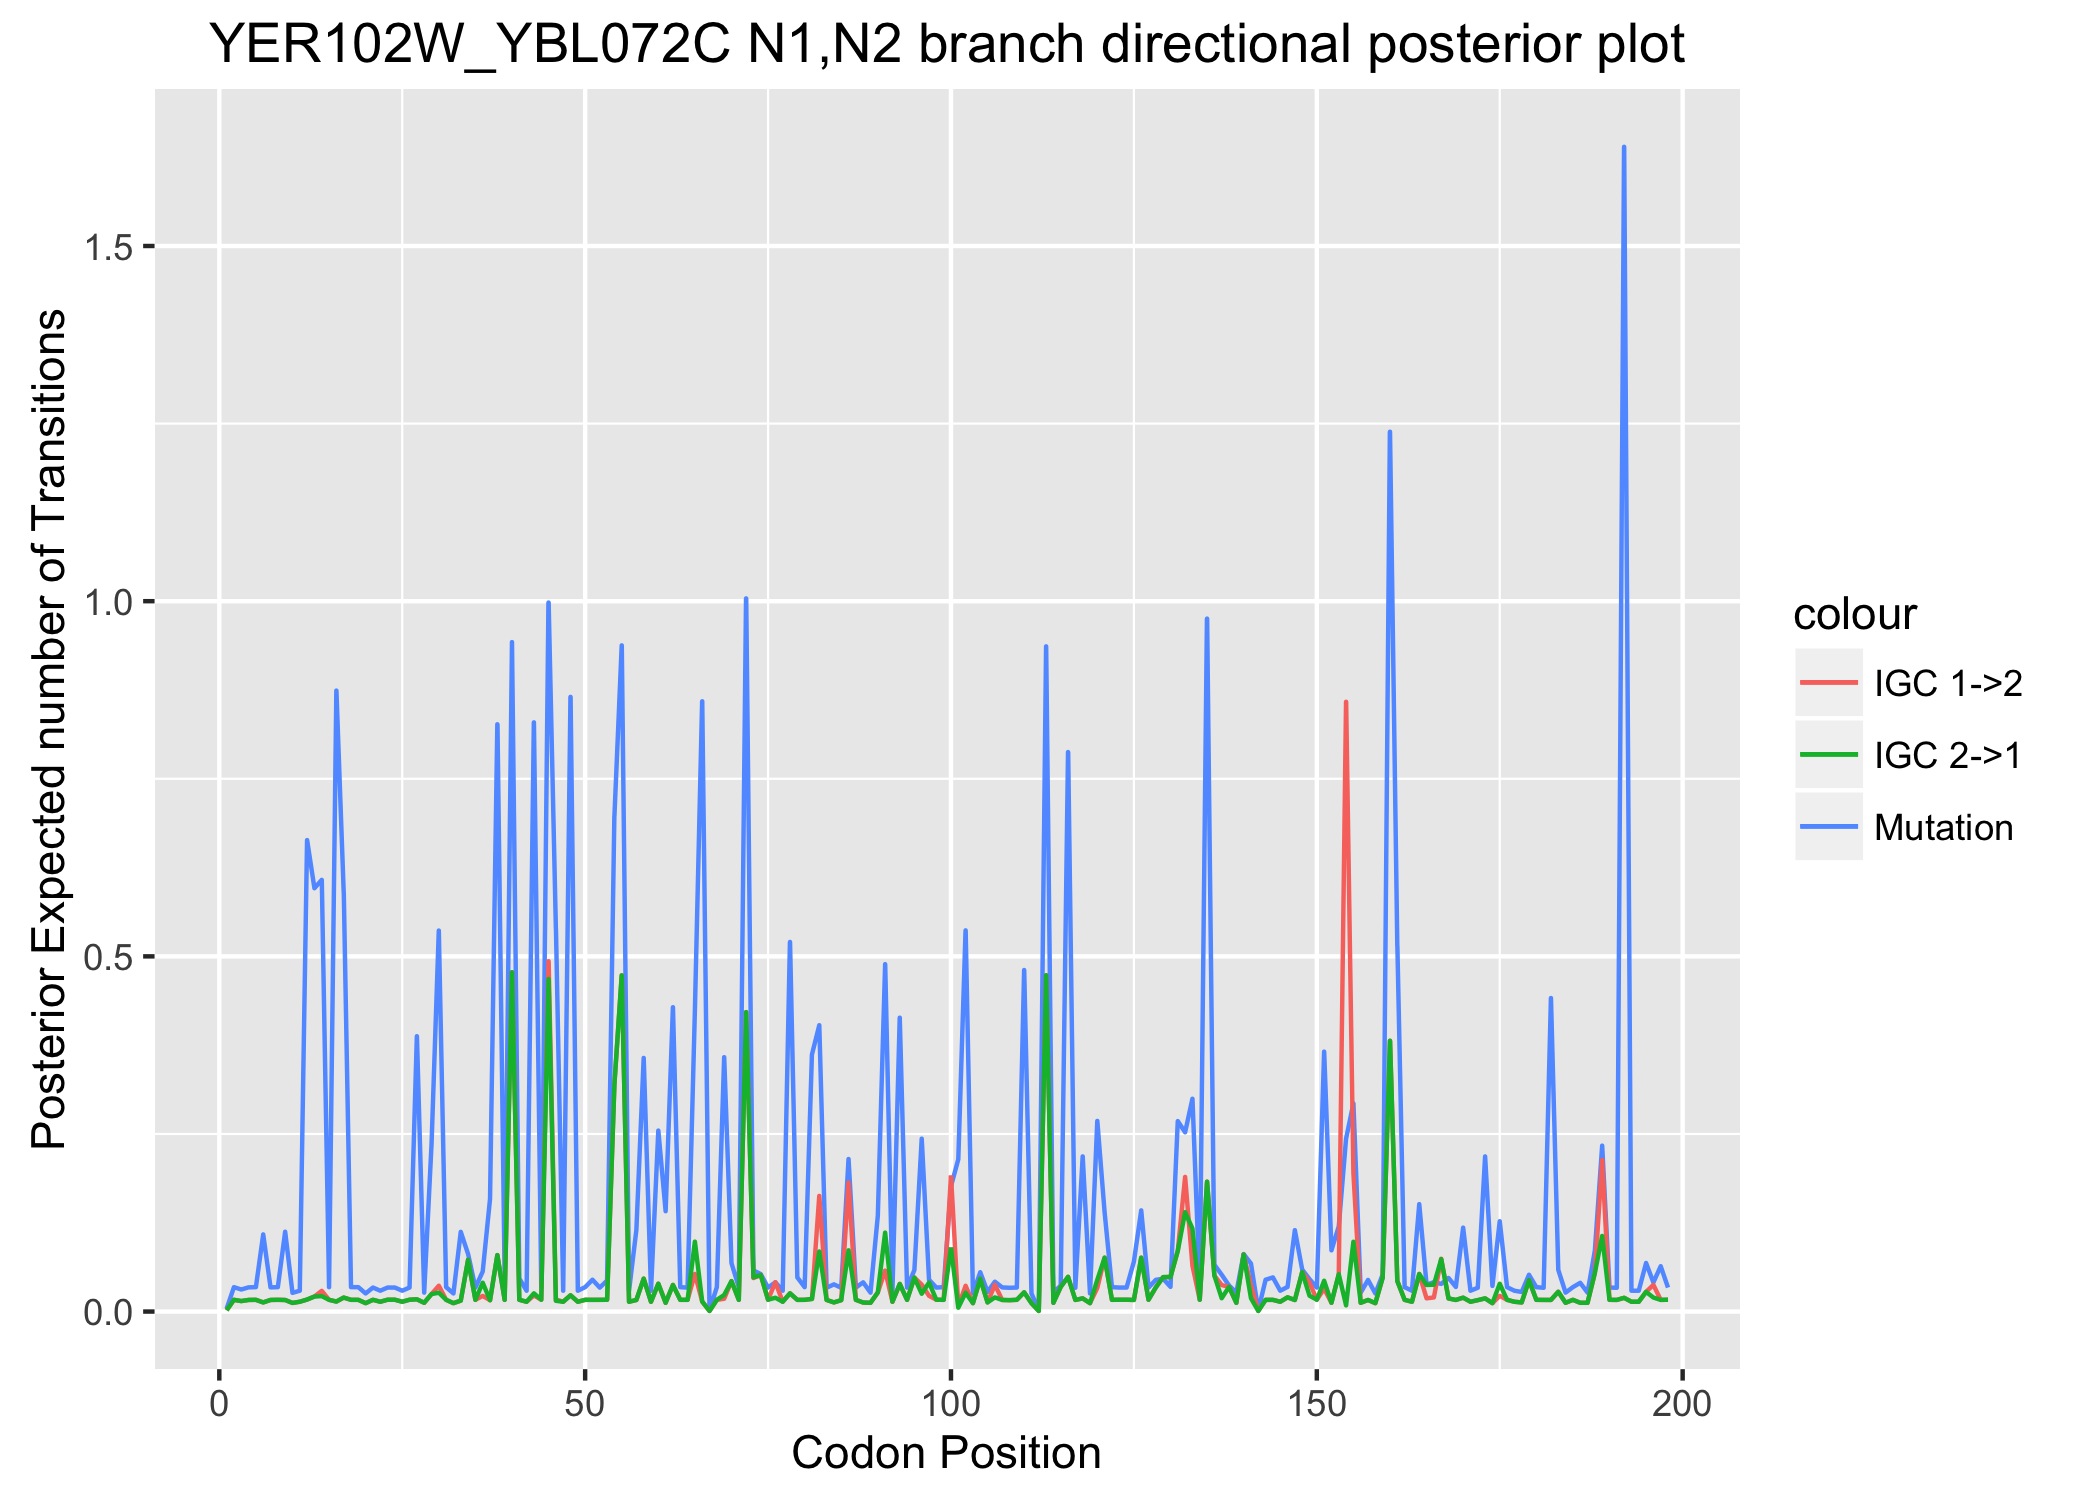 YER102W_YBL072C N1,N2 branch directional posterior plot
Posterior Expected number of Transitions
1.5
1.0
0.5
0.0
0 50 100 150 200
Codon Position
colour
IGC 1->2
IGC 2->1
Mutation